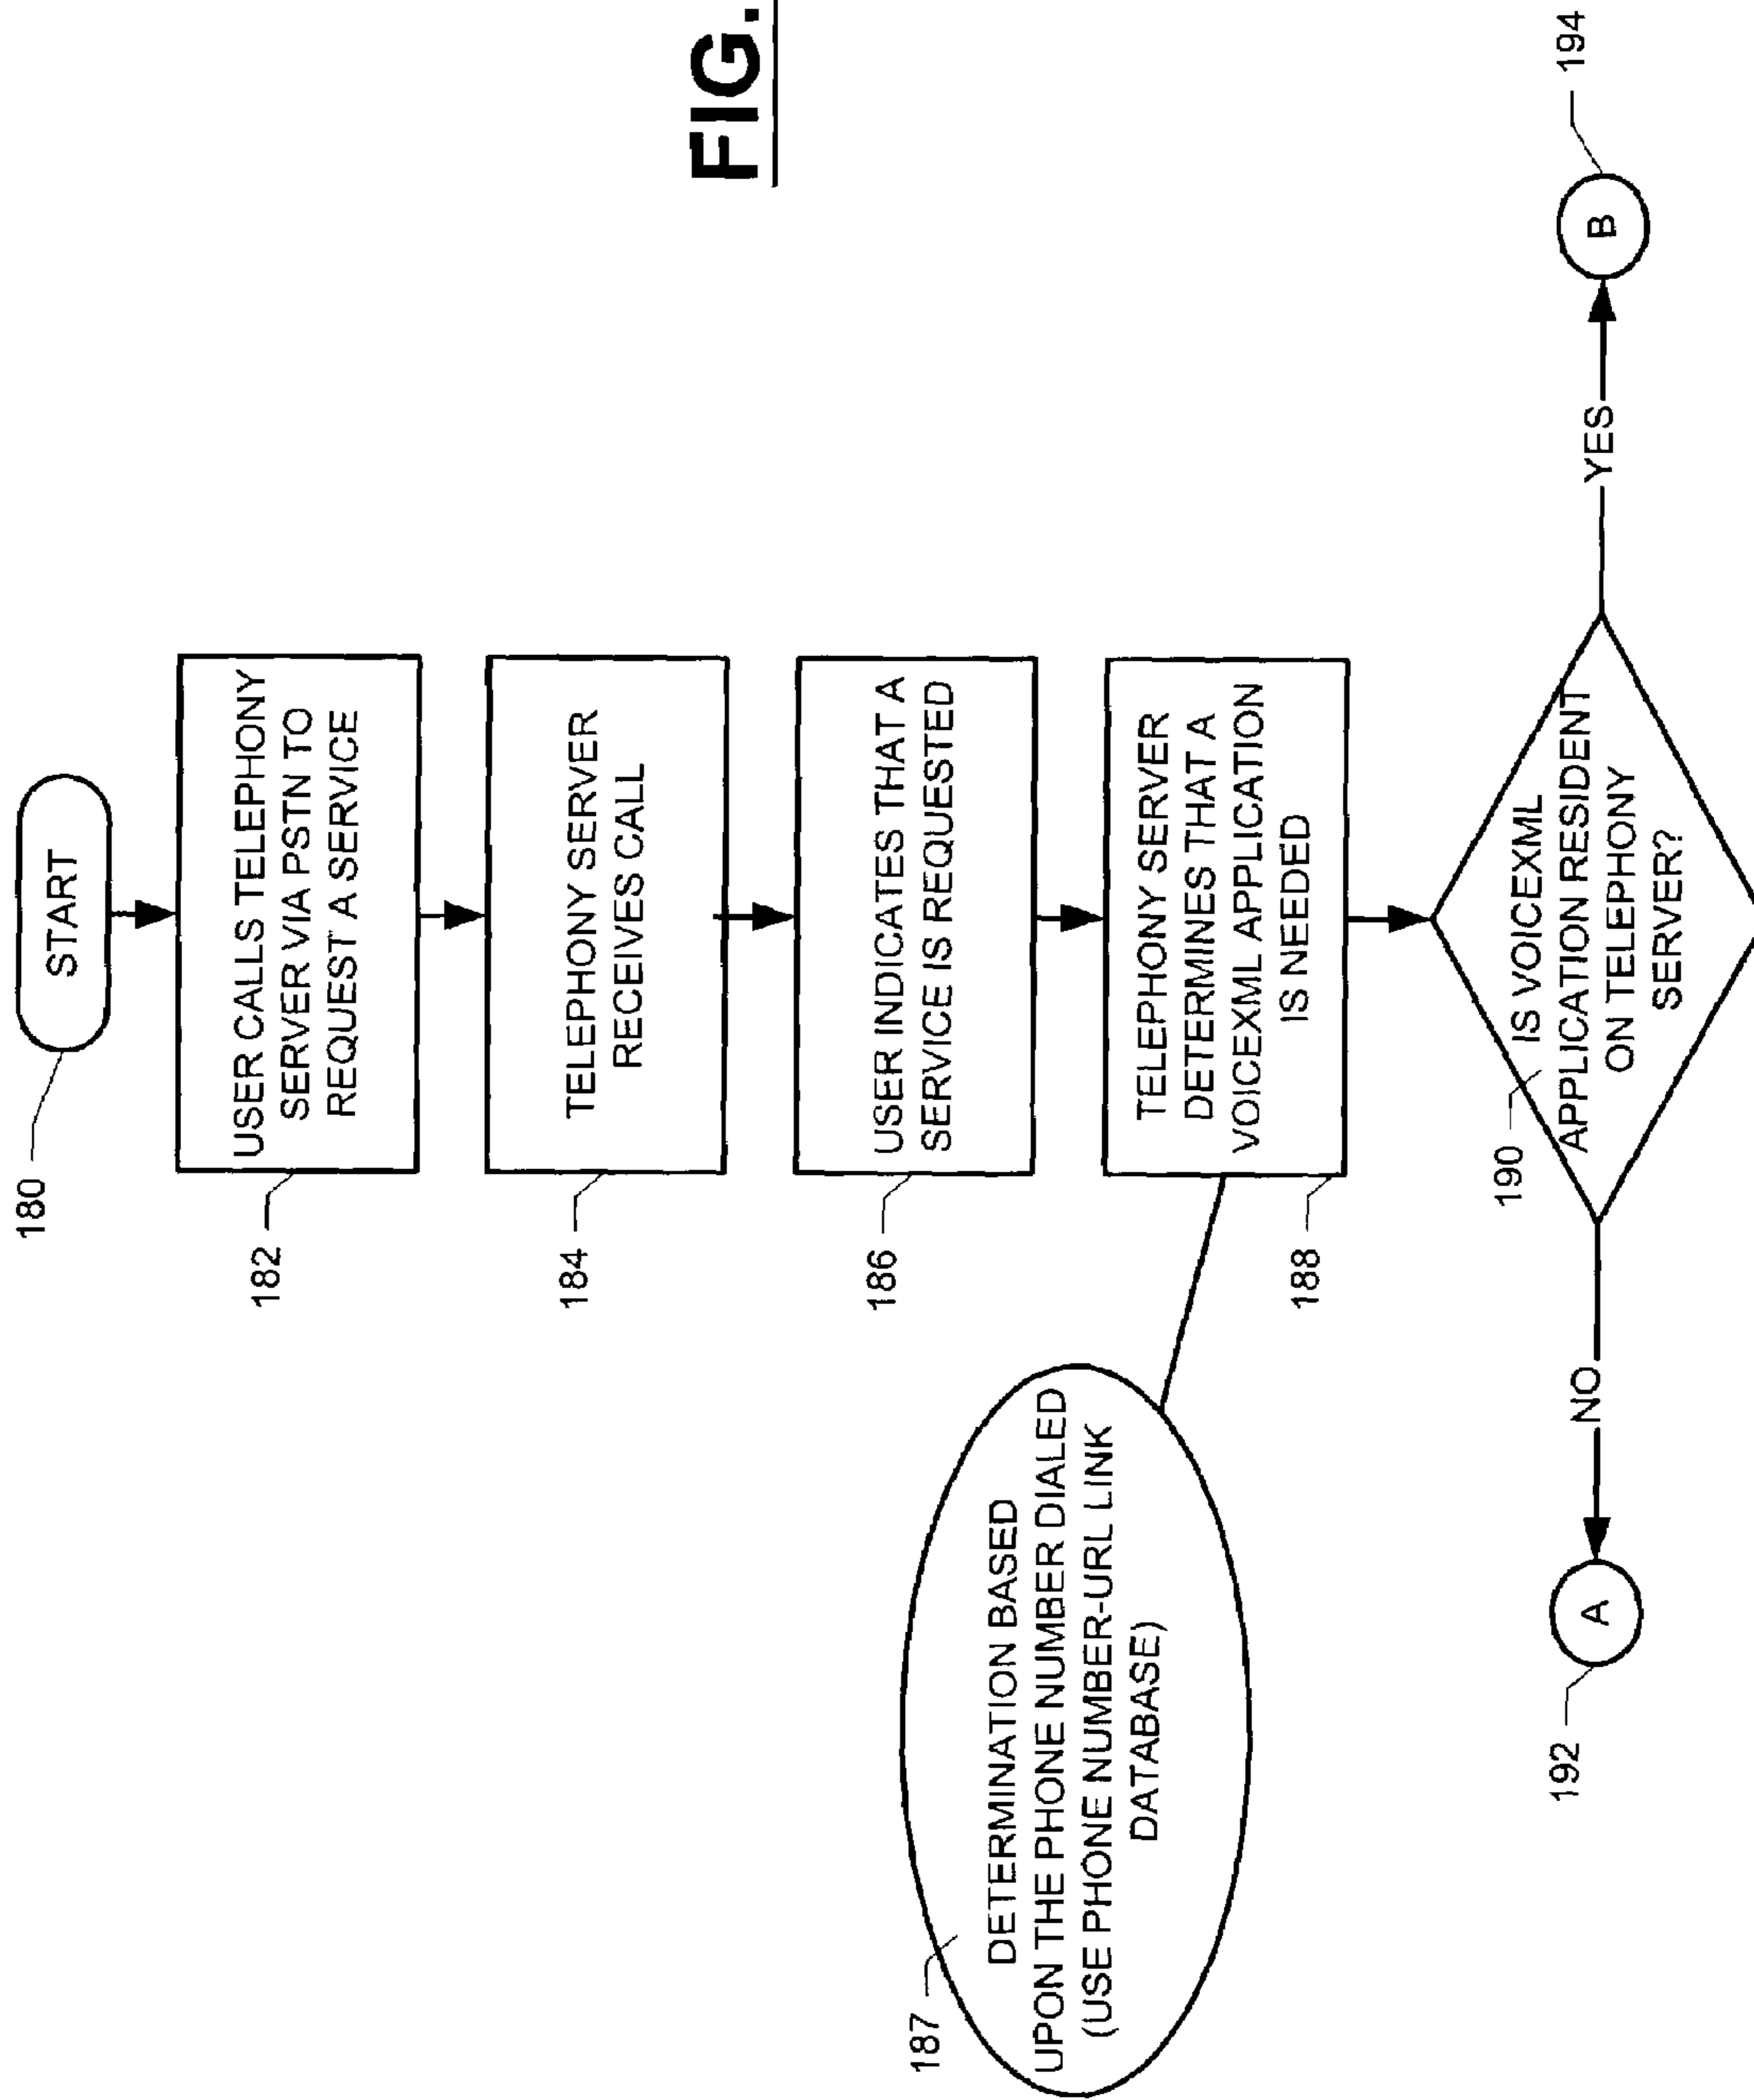 180
START
182
USER CALLS TELEPHONY
SERVER VIA PSTN TO
REQUEST A SERVICE
184
TELEPHONY SERVER
RECEIVES CALL
186
USER INDICATES THAT A
SERVICE IS REQUESTED
187
DETERMINATION BASED
UPON THE PHONE NUMBER DIALED
(USE PHONE NUMBER-URL LINK
DATABASE)
188
TELEPHONY SERVER
DETERMINES THAT A
VOICEXML APPLICATION
IS NEEDED
190
IS VOICEXML
APPLICATION RESIDENT
ON TELEPHONY
SERVER?
192
A
NO
YES
B
194
FIG.